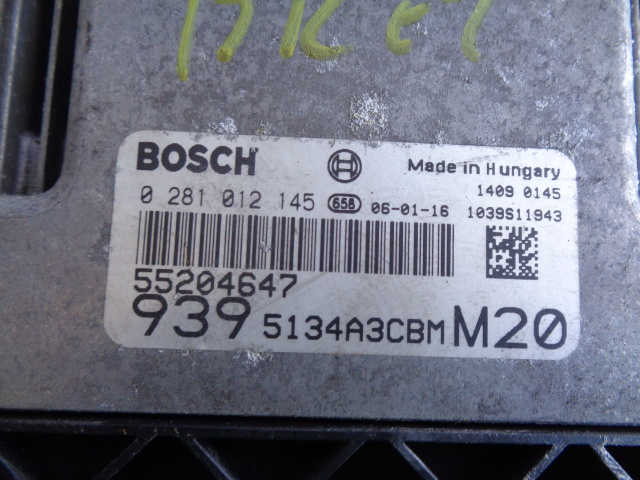 BOSCH Made in Hungary
1409 0145
0 281 012 145 658 06-01-16 1039S11943
55204647
939 5134A3CBM M20